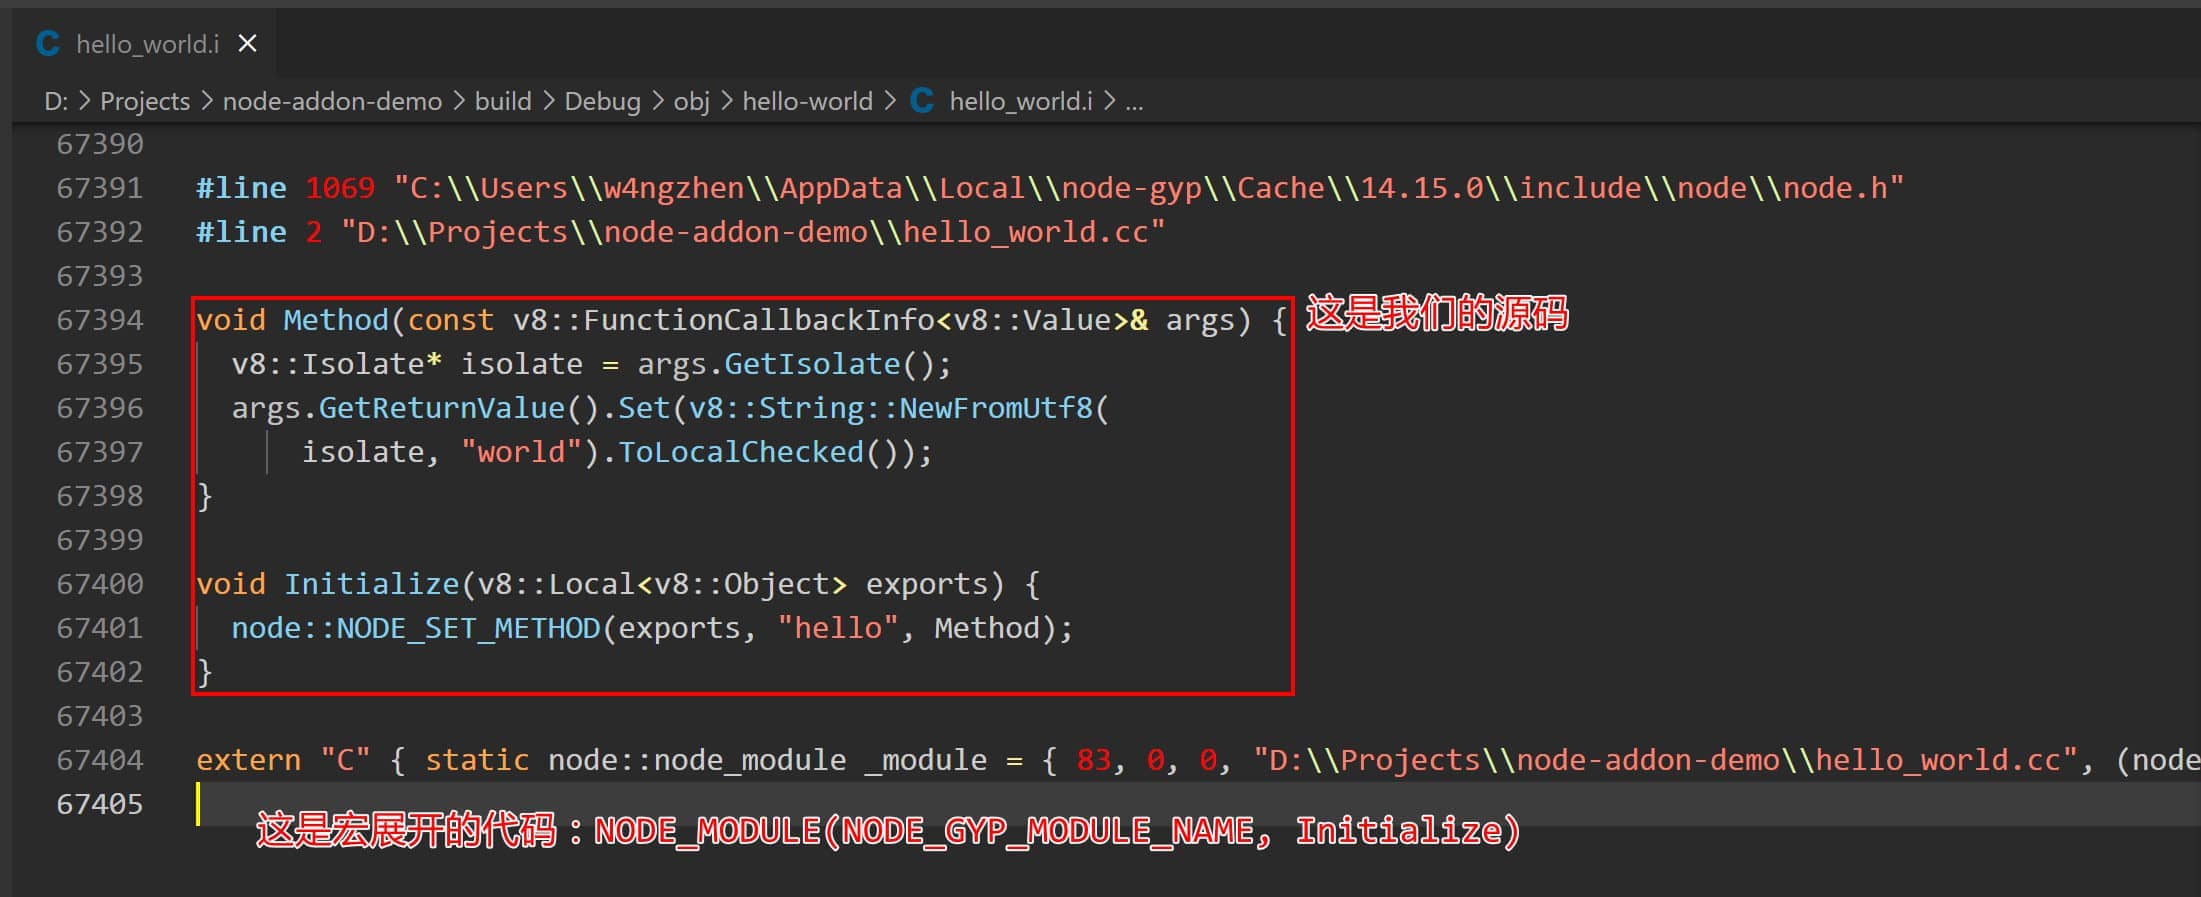 C hello_world.i ×
D: > Projects > node-addon-demo > build > Debug > obj > hello-world > C hello_world.i > ...
67390
67391 #line 1069 "C:\\Users\\w4ngzhen\\AppData\\Local\\node-gyp\\Cache\\14.15.0\\include\\node\\node.h"
67392 #line 2 "D:\\Projects\\node-addon-demo\\hello_world.cc"
67393
67394 void Method(const v8::FunctionCallbackInfo<v8::Value>& args) { 这是我们的源码
67395 v8::Isolate* isolate = args.GetIsolate();
67396 args.GetReturnValue().Set(v8::String::NewFromUtf8(
67397 isolate, "world").ToLocalChecked());
67398 }
67399
67400 void Initialize(v8::Local<v8::Object> exports) {
67401 node::NODE_SET_METHOD(exports, "hello", Method);
67402 }
67403
67404 extern "C" { static node::node_module _module = { 83, 0, 0, "D:\\Projects\\node-addon-demo\\hello_world.cc", (node
67405
这是宏展开的代码：NODE_MODULE(NODE_GYP_MODULE_NAME, Initialize)